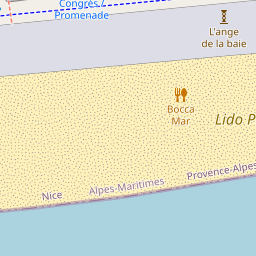 Congrès /
Promenade
L'ange
de la baie
Bocca
Mar
Lido P
Provence-Alpes
Alpes-Maritimes
Nice